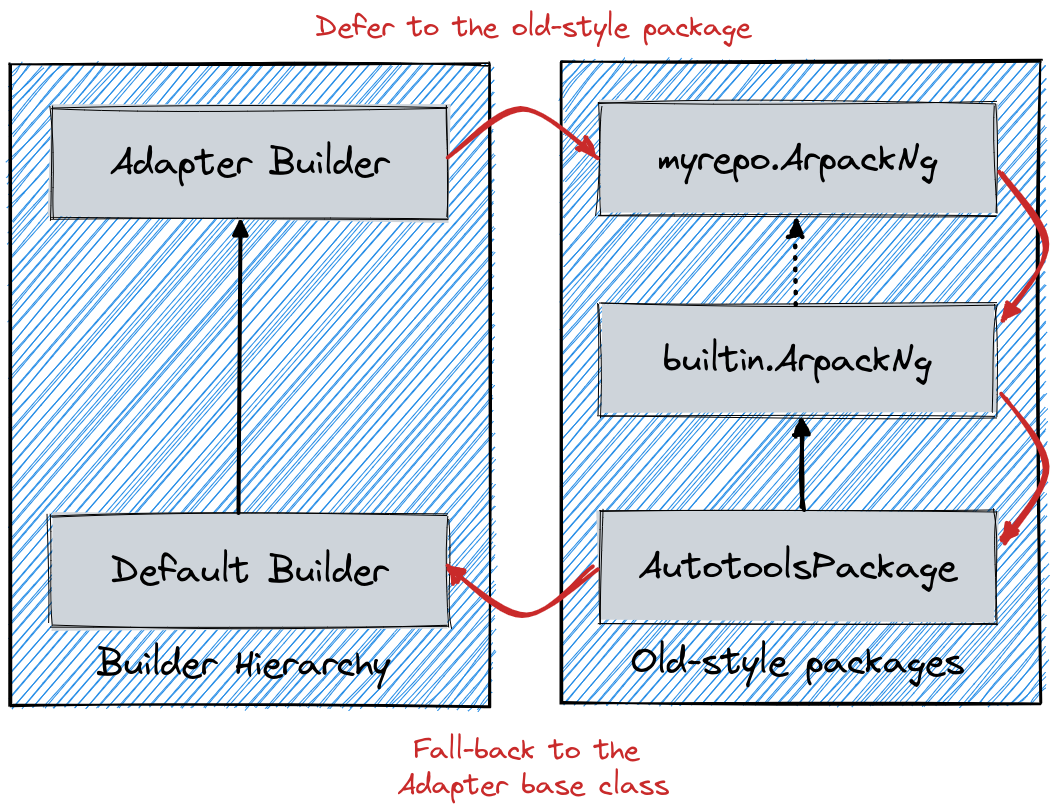 Defer to the old-style package
Adapter Builder
Default Builder
Builder Hierarchy
myrepo.ArpackNg
builtin.ArpackNg
AutotoolsPackage
Old-style packages
Fall-back to the
Adapter base class